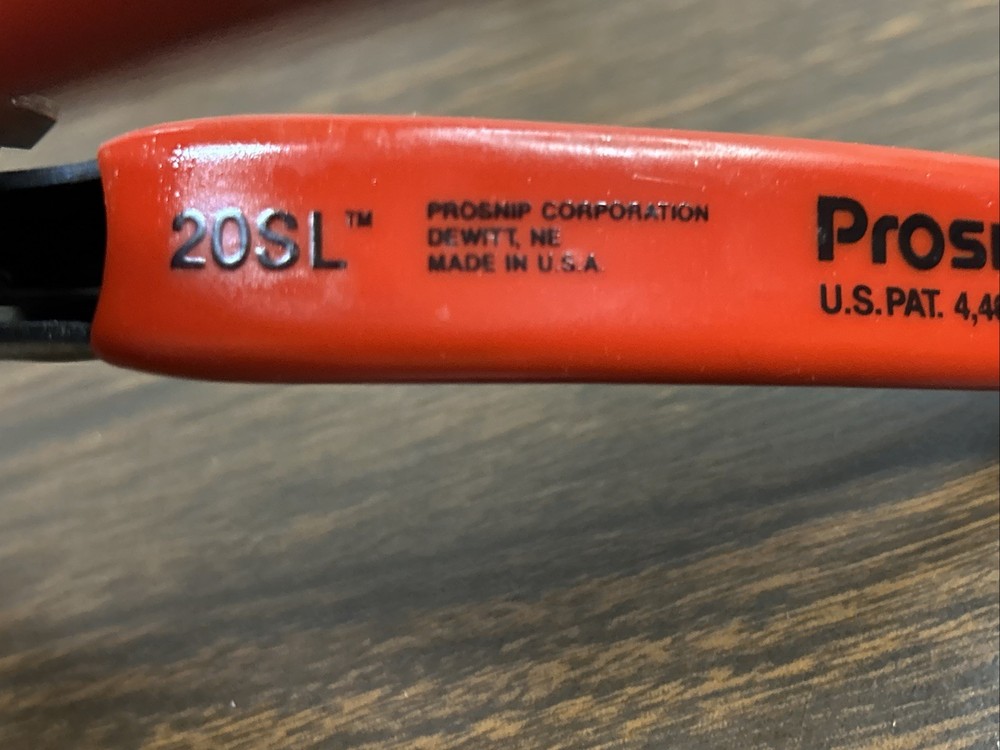 20SL™
PROSNIP CORPORATION
DEWITT, NE
MADE IN U.S.A.
Pros
U.S. PAT. 4,4